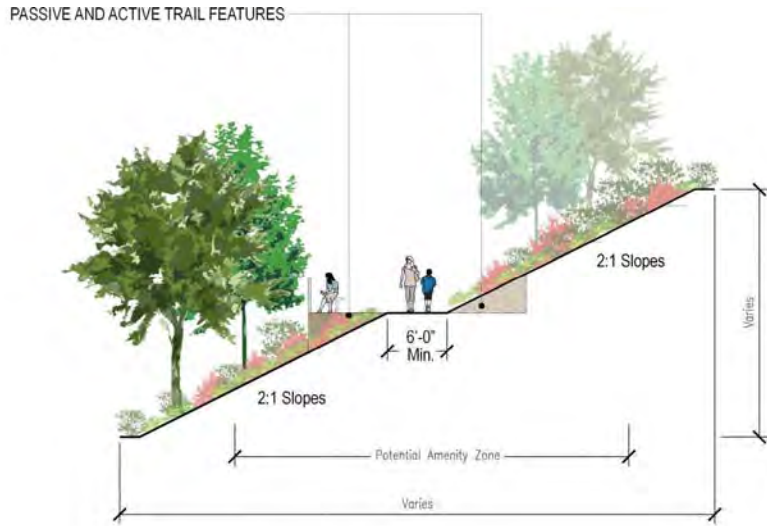 PASSIVE AND ACTIVE TRAIL FEATURES
2:1 Slopes
Varies
6'-0"
Min.
2:1 Slopes
Potential Amenity Zone
Varies